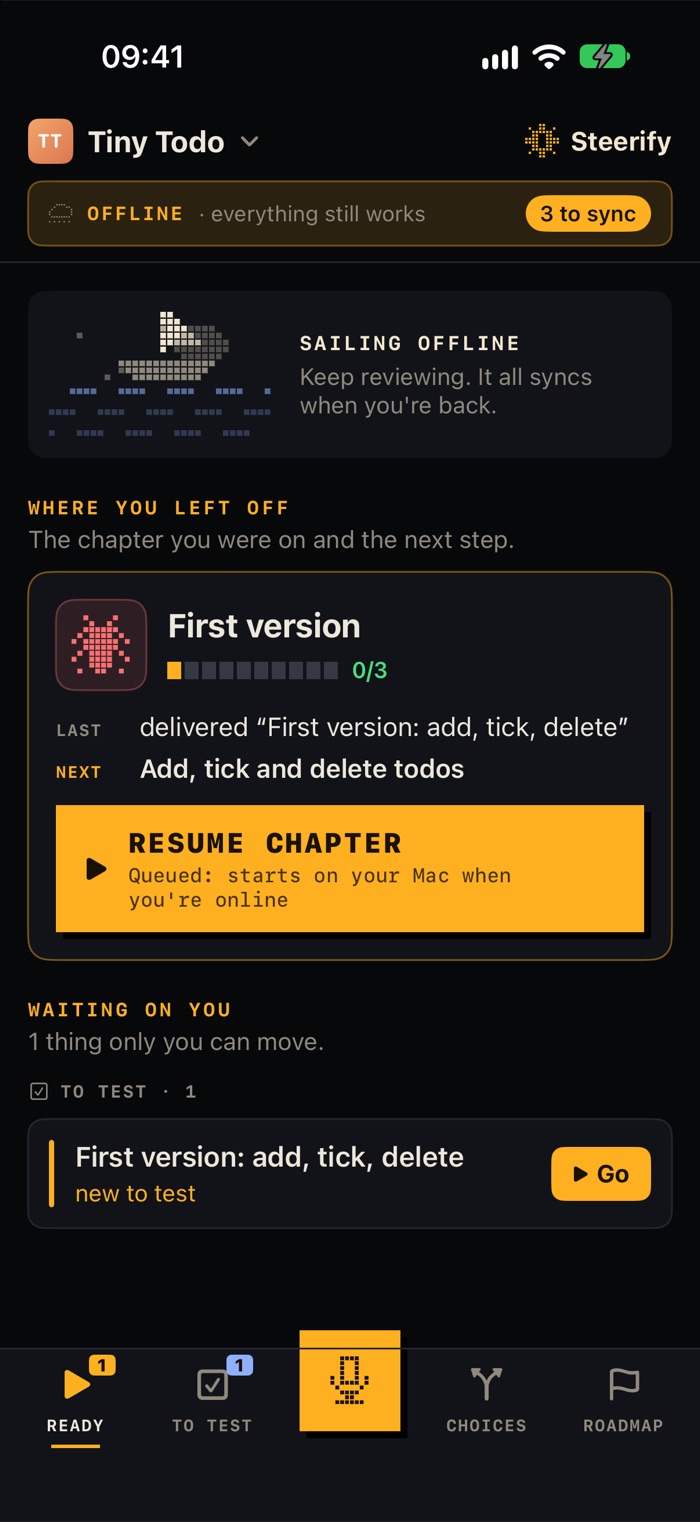 09:41
TT Tiny Todo
Steerify
OFFLINE · everything still works
3 to sync
SAILING OFFLINE
Keep reviewing. It all syncs
when you're back.
WHERE YOU LEFT OFF
The chapter you were on and the next step.
First version
0/3
LAST delivered “First version: add, tick, delete”
NEXT Add, tick and delete todos
RESUME CHAPTER
Queued: starts on your Mac when
you're online
WAITING ON YOU
1 thing only you can move.
TO TEST · 1
First version: add, tick, delete
new to test
Go
1
1
READY
TO TEST
CHOICES
ROADMAP